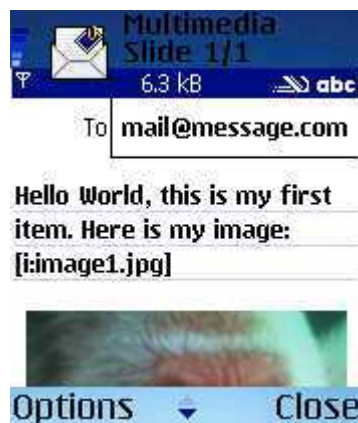 Multimedia
Slide 1/1
6.3 kB abc
To mail@message.com
Hello World, this is my first
item. Here is my image:
[i:image1.jpg]
Options Close